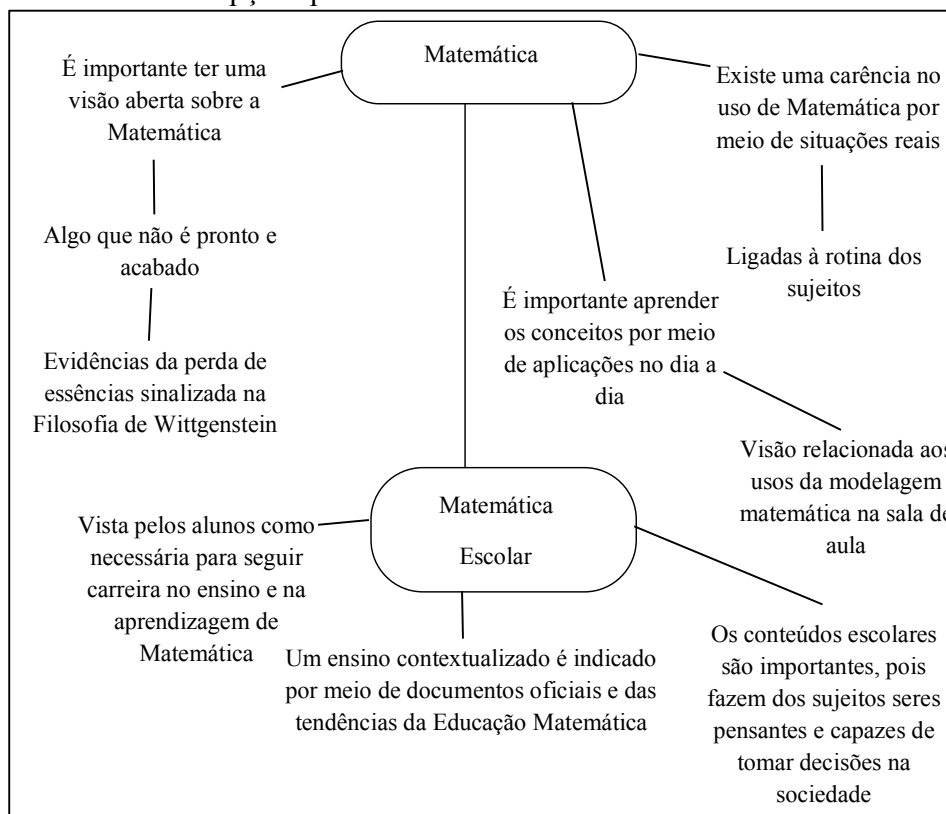 Matemática
É importante ter uma
visão aberta sobre a
Matemática
Existe uma carência no
uso de Matemática por
meio de situações reais
Algo que não é pronto e
acabado
Ligadas à rotina dos
sujeitos
É importante aprender
os conceitos por meio
de aplicações no dia a
dia
Evidências da perda de
essências sinalizada na
Filosofia de Wittgenstein
Visão relacionada aos
usos da modelagem
matemática na sala de
aula
Matemática
Escolar
Vista pelos alunos como
necessária para seguir
carreira no ensino e na
aprendizagem de
Matemática
Um ensino contextualizado é indicado
por meio de documentos oficiais e das
tendências da Educação Matemática
Os conteúdos escolares
são importantes, pois
fazem dos sujeitos seres
pensantes e capazes de
tomar decisões na
sociedade